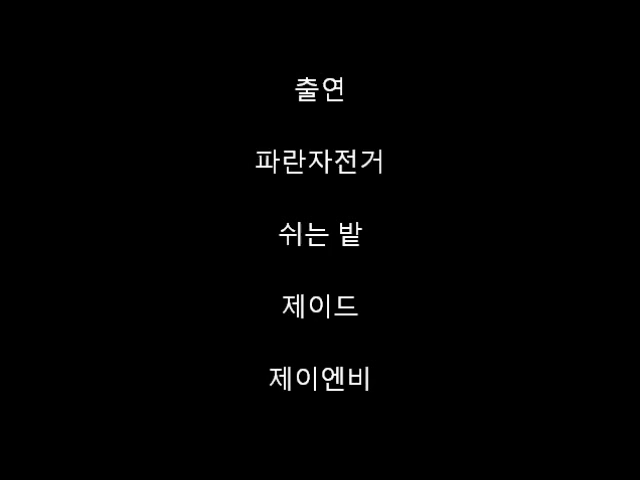 출연
파란자전거
쉬는 밭
제이드
제이엔비